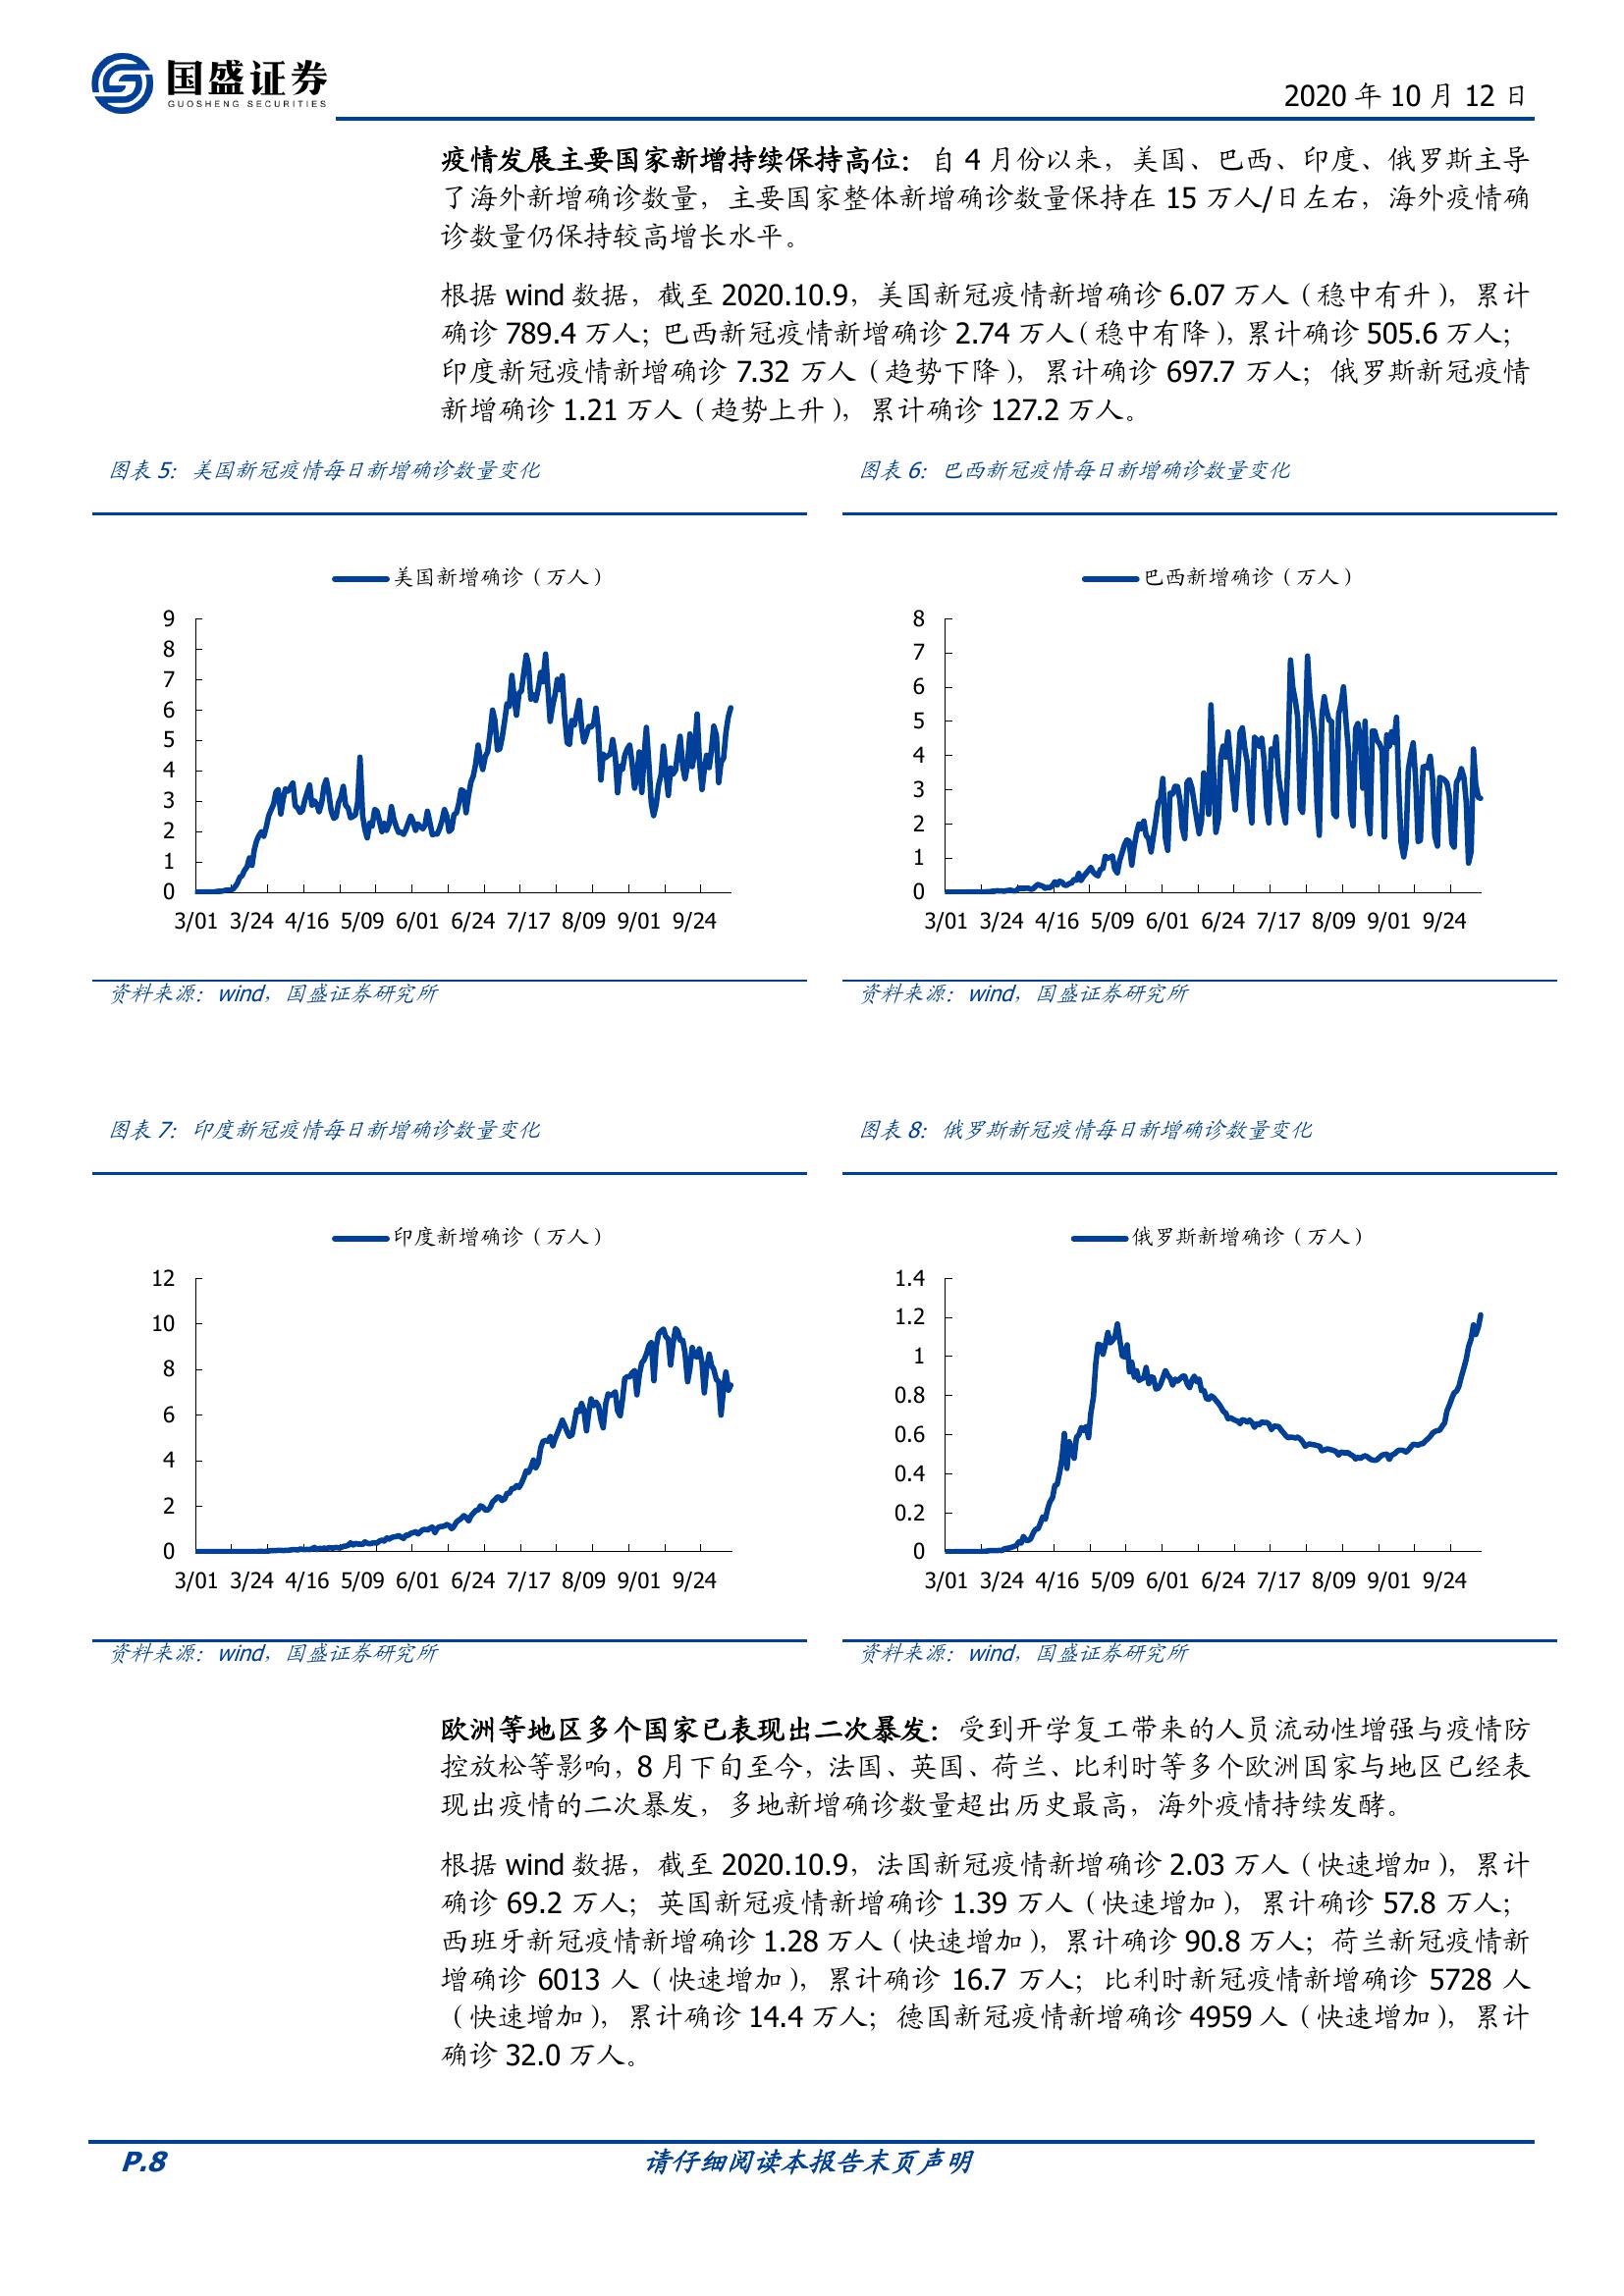 国盛证券
GUOSHENG SECURITIES
2020 年 10 月 12 日
疫情发展主要国家新增持续保持高位：自 4 月份以来，美国、巴西、印度、俄罗斯主导
了海外新增确诊数量，主要国家整体新增确诊数量保持在 15 万人/日左右，海外疫情确
诊数量仍保持较高增长水平。
根据 wind 数据，截至 2020.10.9，美国新冠疫情新增确诊 6.07 万人（稳中有升），累计
确诊 789.4 万人；巴西新冠疫情新增确诊 2.74 万人（稳中有降），累计确诊 505.6 万人；
印度新冠疫情新增确诊 7.32 万人（趋势下降），累计确诊 697.7 万人；俄罗斯新冠疫情
新增确诊 1.21 万人（趋势上升），累计确诊 127.2 万人。
图表 5：美国新冠疫情每日新增确诊数量变化
美国新增确诊（万人）
9
8
7
6
5
4
3
2
1
0
3/01 3/24 4/16 5/09 6/01 6/24 7/17 8/09 9/01 9/24
资料来源：wind，国盛证券研究所
图表 6：巴西新冠疫情每日新增确诊数量变化
巴西新增确诊（万人）
8
7
6
5
4
3
2
1
0
3/01 3/24 4/16 5/09 6/01 6/24 7/17 8/09 9/01 9/24
资料来源：wind，国盛证券研究所
图表 7：印度新冠疫情每日新增确诊数量变化
印度新增确诊（万人）
12
10
8
6
4
2
0
3/01 3/24 4/16 5/09 6/01 6/24 7/17 8/09 9/01 9/24
资料来源：wind，国盛证券研究所
图表 8：俄罗斯新冠疫情每日新增确诊数量变化
俄罗斯新增确诊（万人）
1.4
1.2
1
0.8
0.6
0.4
0.2
0
3/01 3/24 4/16 5/09 6/01 6/24 7/17 8/09 9/01 9/24
资料来源：wind，国盛证券研究所
欧洲等地区多个国家已表现出二次暴发：受到开学复工带来的人员流动性增强与疫情防
控放松等影响，8 月下旬至今，法国、英国、荷兰、比利时等多个欧洲国家与地区已经表
现出疫情的二次暴发，多地新增确诊数量超出历史最高，海外疫情持续发酵。
根据 wind 数据，截至 2020.10.9，法国新冠疫情新增确诊 2.03 万人（快速增加），累计
确诊 69.2 万人；英国新冠疫情新增确诊 1.39 万人（快速增加），累计确诊 57.8 万人；
西班牙新冠疫情新增确诊 1.28 万人（快速增加），累计确诊 90.8 万人；荷兰新冠疫情新
增确诊 6013 人（快速增加），累计确诊 16.7 万人；比利时新冠疫情新增确诊 5728 人
（快速增加），累计确诊 14.4 万人；德国新冠疫情新增确诊 4959 人（快速增加），累计
确诊 32.0 万人。
P.8
请仔细阅读本报告末页声明